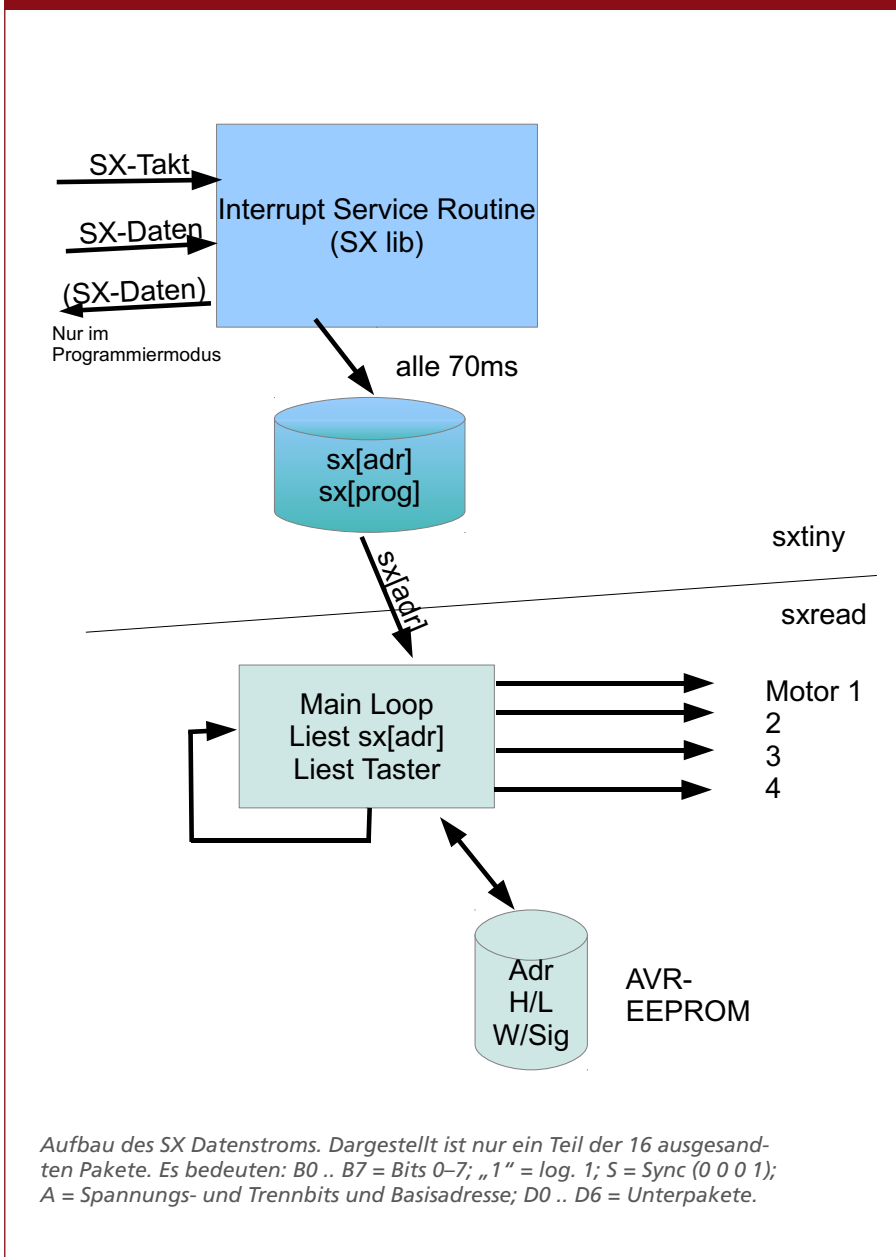 SX-Takt
SX-Daten
(SX-Daten)
Nur im
Programmiermodus
Interrupt Service Routine
(SX lib)
alle 70ms
sx[adr]
sx[prog]
sxtiny
sx[adr]
sxread
Main Loop
Liest sx[adr]
Liest Taster
Motor 1
2
3
4
Adr
H/L
W/Sig
AVR-
EEPROM
Aufbau des SX Datenstroms. Dargestellt ist nur ein Teil der 16 ausgesand-
ten Pakete. Es bedeuten: B0 .. B7 = Bits 0–7; „1" = log. 1; S = Sync (0 0 0 1);
A = Spannungs- und Trennbits und Basisadresse; D0 .. D6 = Unterpakete.